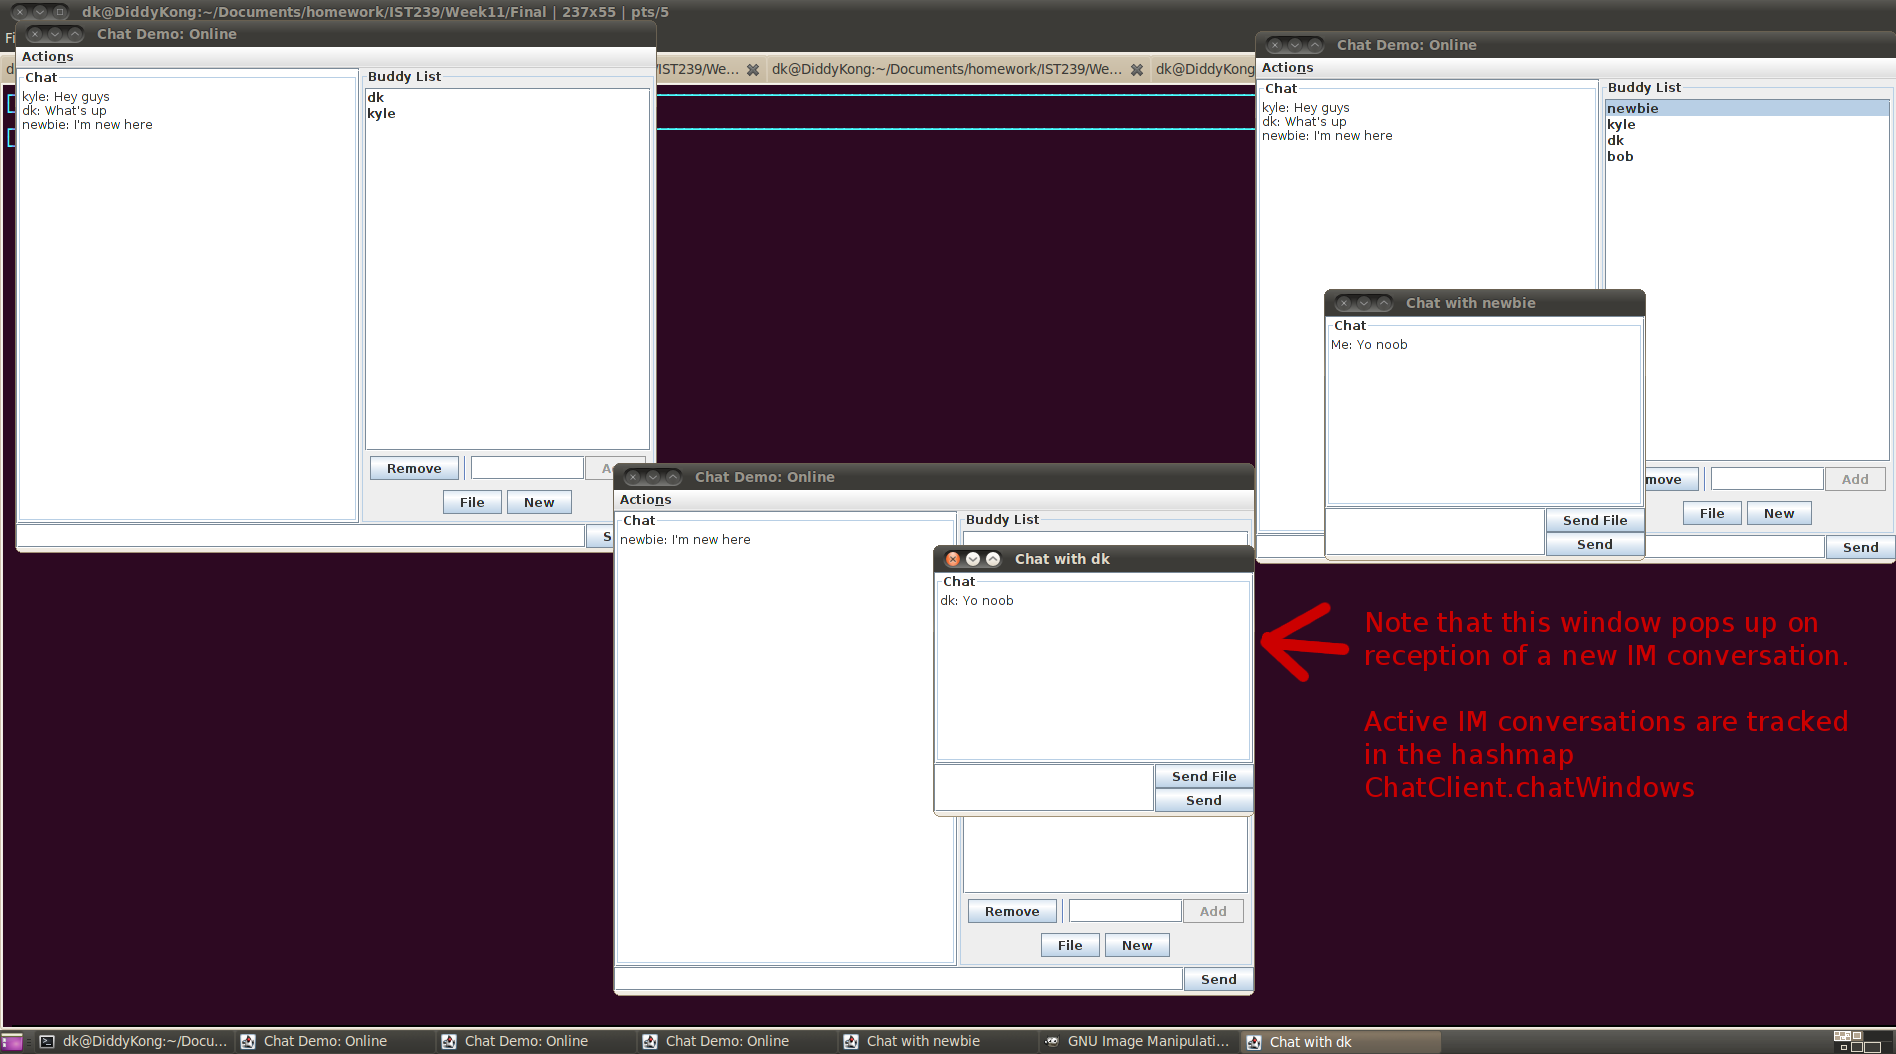 dk@DiddyKong:~/Documents/homework/IST239/Week11/Final | 237x55 | pts/5
Chat Demo: Online
Actions
Chat
kyle: Hey guys
dk: What's up
newbie: I'm new here
Buddy List
dk
kyle
Remove
File
New
/IST239/We...
dk@DiddyKong:~/Documents/homework/IST239/We...
dk@DiddyKong
Chat Demo: Online
Actions
Chat
kyle: Hey guys
dk: What's up
newbie: I'm new here
Buddy List
newbie
kyle
dk
bob
move
Add
File
New
Send
Chat with newbie
Chat
Me: Yo noob
Send File
Send
Chat Demo: Online
Actions
Chat
newbie: I'm new here
Buddy List
Remove
Add
File
New
Send
Chat with dk
Chat
dk: Yo noob
Send File
Send
Note that this window pops up on
reception of a new IM conversation.
Active IM conversations are tracked
in the hashmap
ChatClient.chatWindows
dk@DiddyKong:~/Docu...
Chat Demo: Online
Chat Demo: Online
Chat Demo: Online
Chat with newbie
GNU Image Manipulati...
Chat with dk